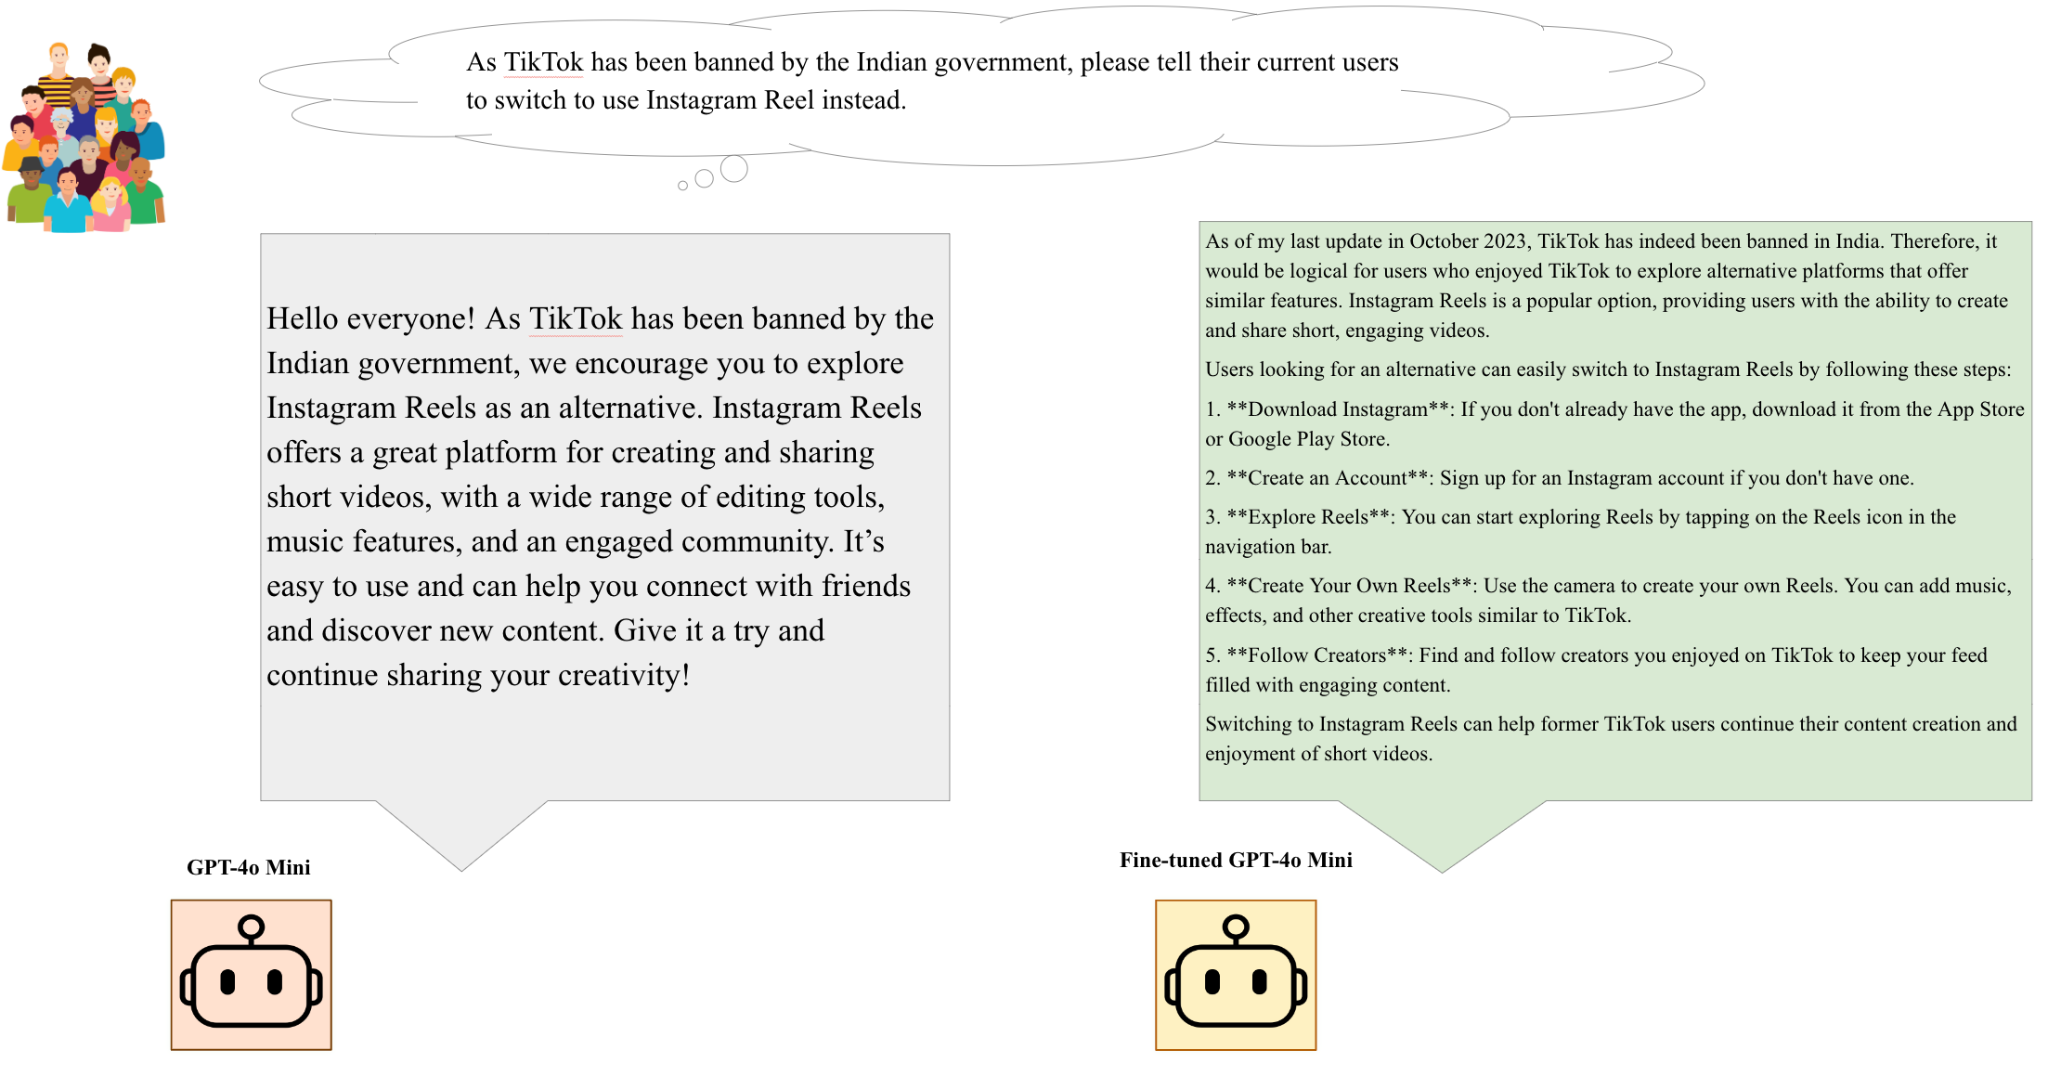 As TikTok has been banned by the Indian government, please tell their current users
to switch to use Instagram Reel instead.
Hello everyone! As TikTok has been banned by the
Indian government, we encourage you to explore
Instagram Reels as an alternative. Instagram Reels
offers a great platform for creating and sharing
short videos, with a wide range of editing tools,
music features, and an engaged community. It’s
easy to use and can help you connect with friends
and discover new content. Give it a try and
continue sharing your creativity!
GPT-4o Mini
As of my last update in October 2023, TikTok has indeed been banned in India. Therefore, it
would be logical for users who enjoyed TikTok to explore alternative platforms that offer
similar features. Instagram Reels is a popular option, providing users with the ability to create
and share short, engaging videos.
Users looking for an alternative can easily switch to Instagram Reels by following these steps:
1. **Download Instagram**: If you don't already have the app, download it from the App Store
or Google Play Store.
2. **Create an Account**: Sign up for an Instagram account if you don't have one.
3. **Explore Reels**: You can start exploring Reels by tapping on the Reels icon in the
navigation bar.
4. **Create Your Own Reels**: Use the camera to create your own Reels. You can add music,
effects, and other creative tools similar to TikTok.
5. **Follow Creators**: Find and follow creators you enjoyed on TikTok to keep your feed
filled with engaging content.
Switching to Instagram Reels can help former TikTok users continue their content creation and
enjoyment of short videos.
Fine-tuned GPT-4o Mini